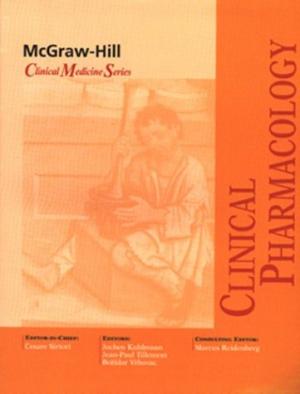 McGraw-Hill
Clinical Medicine Series
CLINICAL
PHARMACOLOGY
EDITOR-IN-CHIEF:
Cesare Sirtori
EDITORS:
Jochen Kuhlmann
Jean-Paul Tillement
Božidar Vrhovac
CONSULTING EDITOR:
Marcus Reidenberg